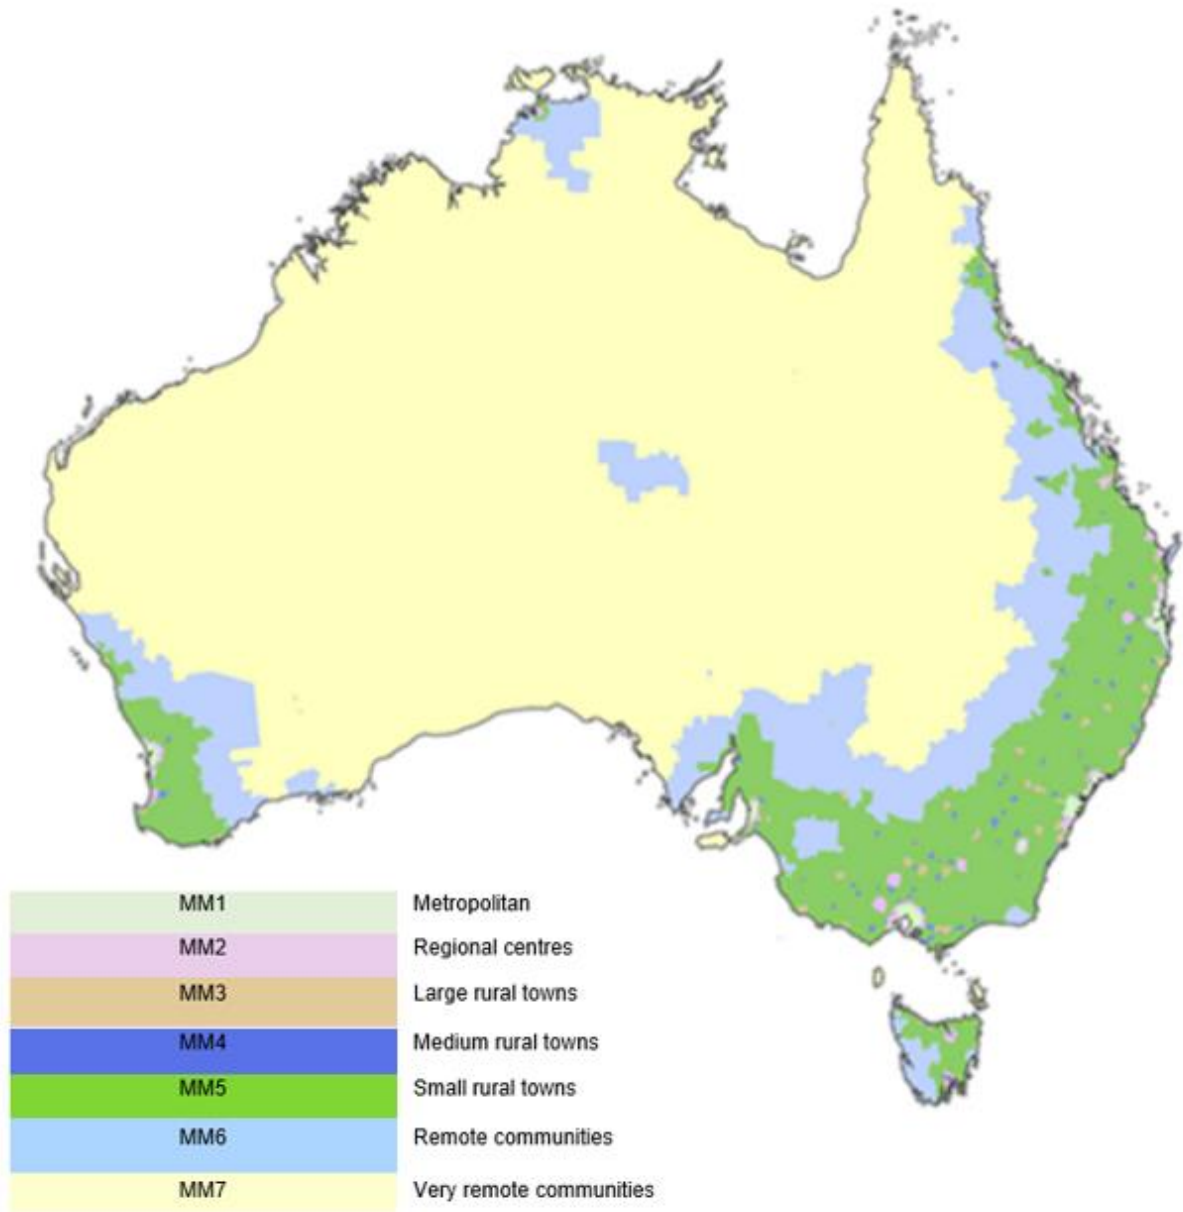 MM1 Metropolitan
MM2 Regional centres
MM3 Large rural towns
MM4 Medium rural towns
MM5 Small rural towns
MM6 Remote communities
MM7 Very remote communities